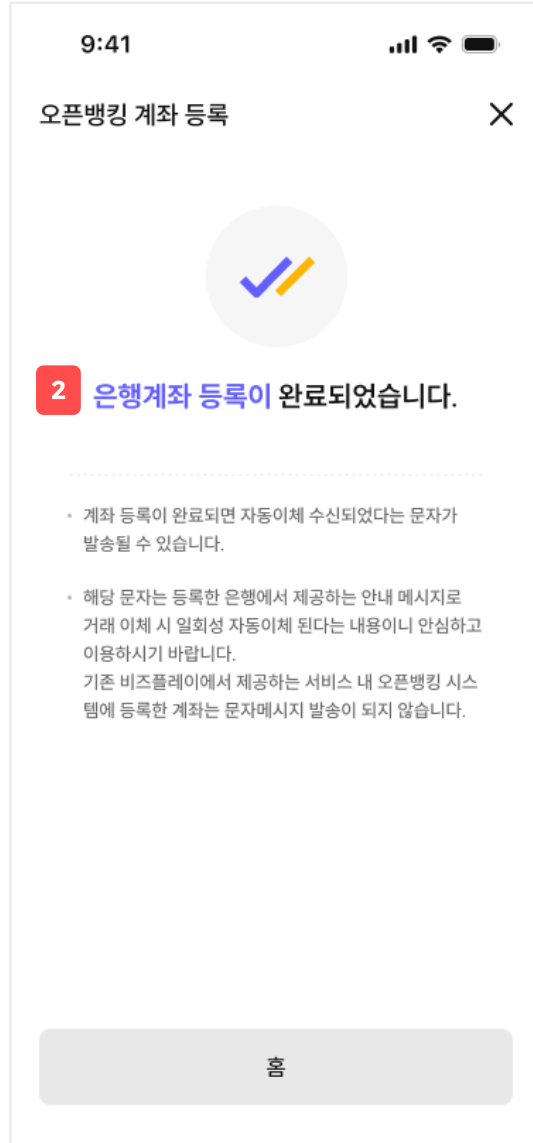 9:41
오픈뱅킹 계좌 등록
2
은행계좌 등록이 완료되었습니다.
계좌 등록이 완료되면 자동이체 수신되었다는 문자가
발송될 수 있습니다.
해당 문자는 등록한 은행에서 제공하는 안내 메시지로
거래 이체 시 일회성 자동이체 된다는 내용이니 안심하고
이용하시기 바랍니다.
기존 비즈플레이에서 제공하는 서비스 내 오픈뱅킹 시스
템에 등록한 계좌는 문자메시지 발송이 되지 않습니다.
홈